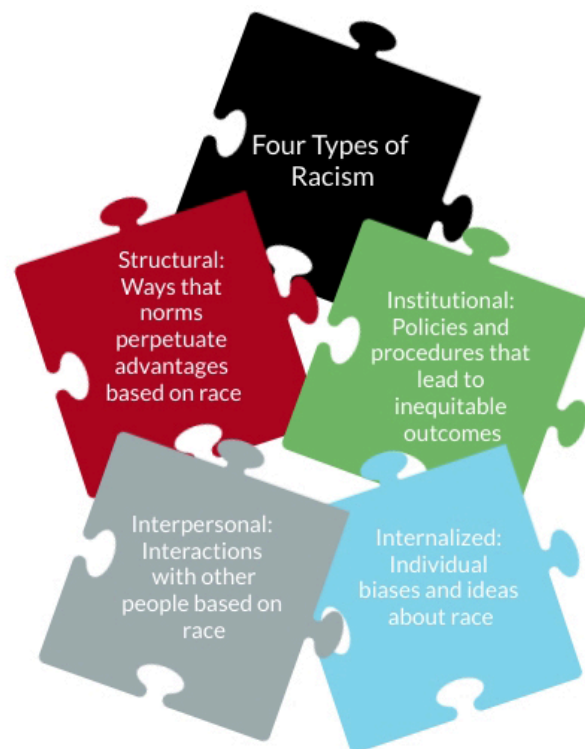 Four Types of
Racism
Structural:
Ways that
norms
perpetuate
advantages
based on race
Institutional:
Policies and
procedures that
lead to
inequitable
outcomes
Interpersonal:
Interactions
with other
people based on
race
Internalized:
Individual
biases and ideas
about race